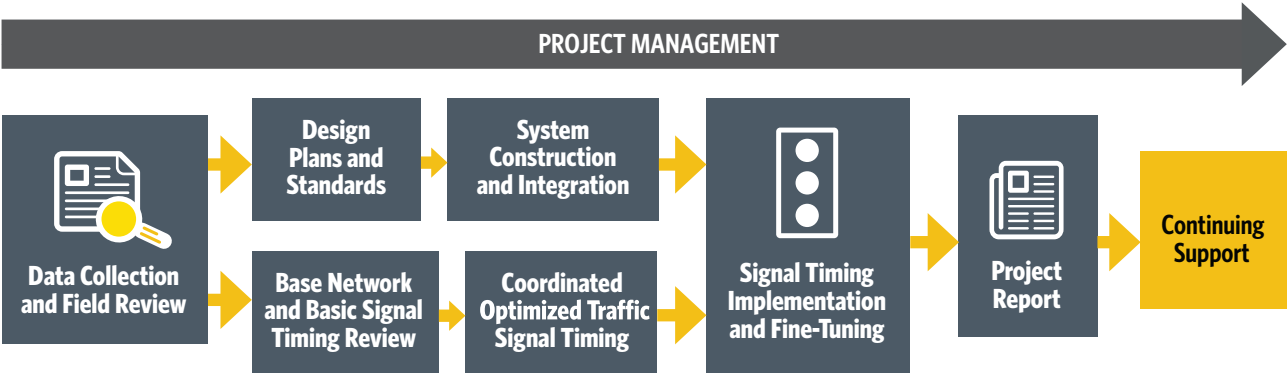 PROJECT MANAGEMENT
Data Collection
and Field Review
Design
Plans and
Standards
System
Construction
and Integration
Base Network
and Basic Signal
Timing Review
Coordinated
Optimized Traffic
Signal Timing
Signal Timing
Implementation
and Fine-Tuning
Project
Report
Continuing
Support